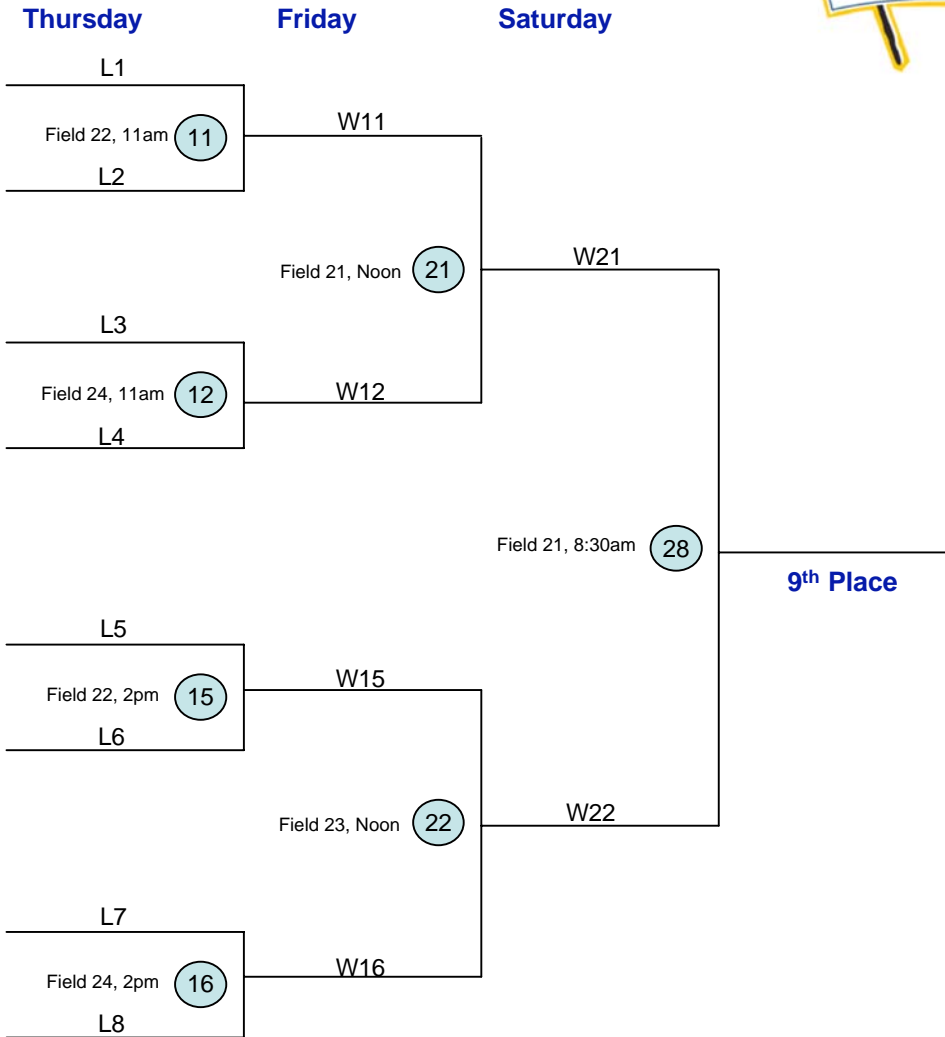 Thursday Friday Saturday
L1
Field 22, 11am 11
W11
L2
Field 21, Noon 21
W21
L3
Field 24, 11am 12
W12
L4
Field 21, 8:30am 28
9th Place
L5
Field 22, 2pm 15
W15
L6
Field 23, Noon 22
W22
L7
Field 24, 2pm 16
W16
L8